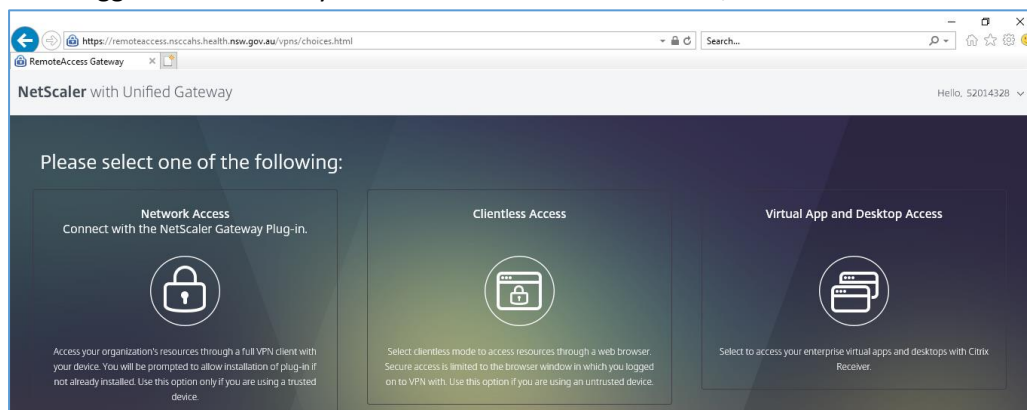 https://remoteaccess.nsccahs.health.nsw.gov.au/vpns/choices.html
Search...
RemoteAccess Gateway
NetScaler with Unified Gateway
Hello, 52014328
Please select one of the following:
Network Access
Connect with the NetScaler Gateway Plug-in.
Access your organization's resources through a full VPN client with
your device. You will be prompted to allow installation of plug-in if
not already installed. Use this option only if you are using a trusted
device.
Clientless Access
Select clientless mode to access resources through a web browser.
Secure access is limited to the browser window in which you logged
on to VPN with. Use this option if you are using an untrusted device.
Virtual App and Desktop Access
Select to access your enterprise virtual apps and desktops with Citrix
Receiver.